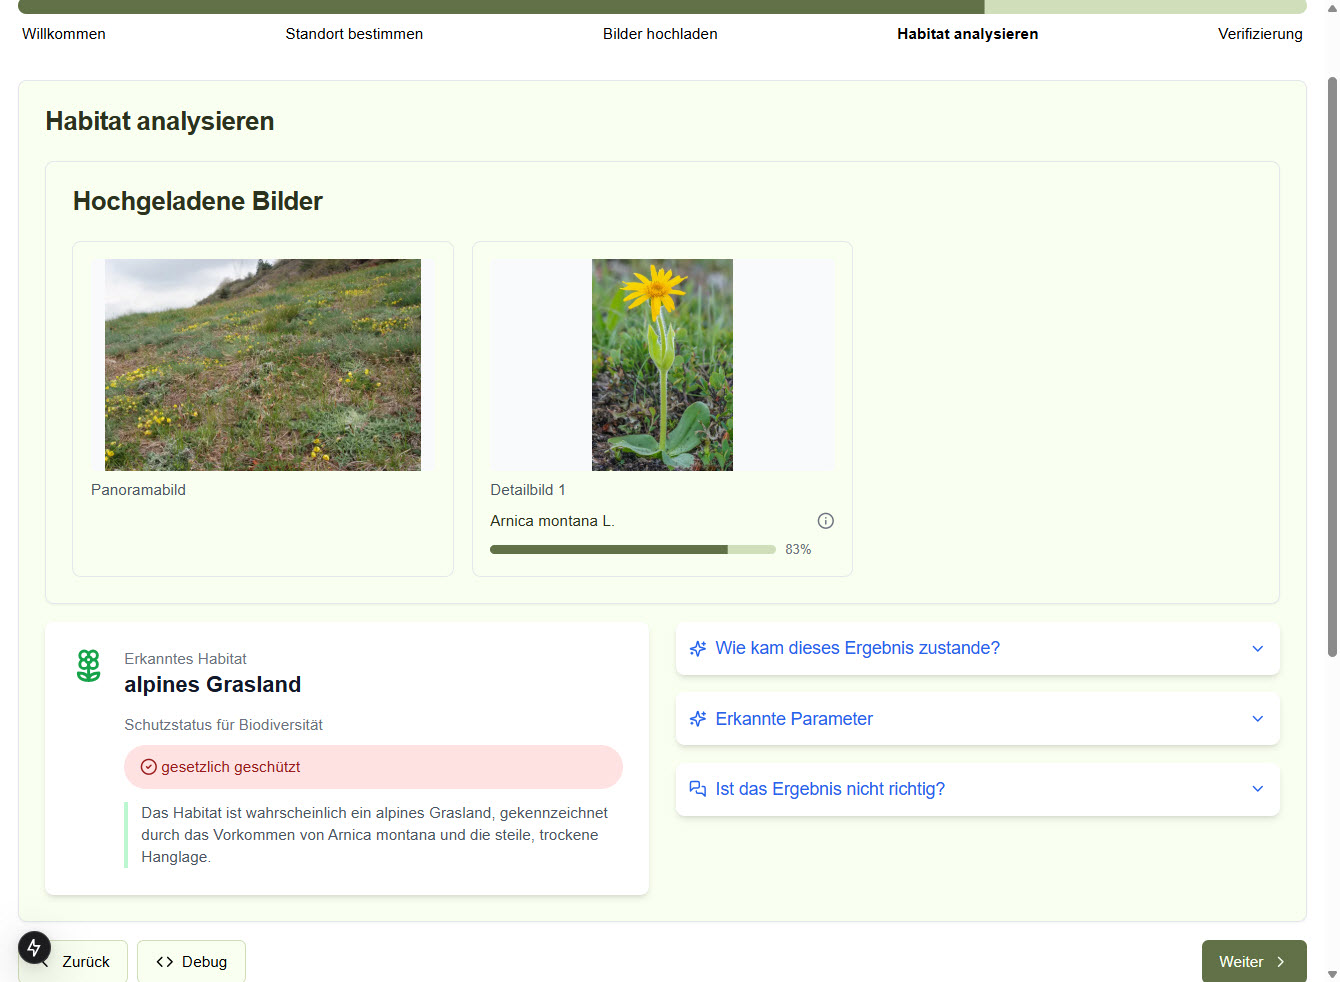 Willkommen
Standort bestimmen
Bilder hochladen
Habitat analysieren
Verifizierung
Habitat analysieren
Hochgeladene Bilder
Panoramabild
Detailbild 1
Arnica montana L.
83%
Erkanntes Habitat
alpines Grasland
Schutzstatus für Biodiversität
gesetzlich geschützt
Das Habitat ist wahrscheinlich ein alpines Grasland, gekennzeichnet
durch das Vorkommen von Arnica montana und die steile, trockene
Hanglage.
Wie kam dieses Ergebnis zustande?
Erkannte Parameter
Ist das Ergebnis nicht richtig?
Zurück
Debug
Weiter